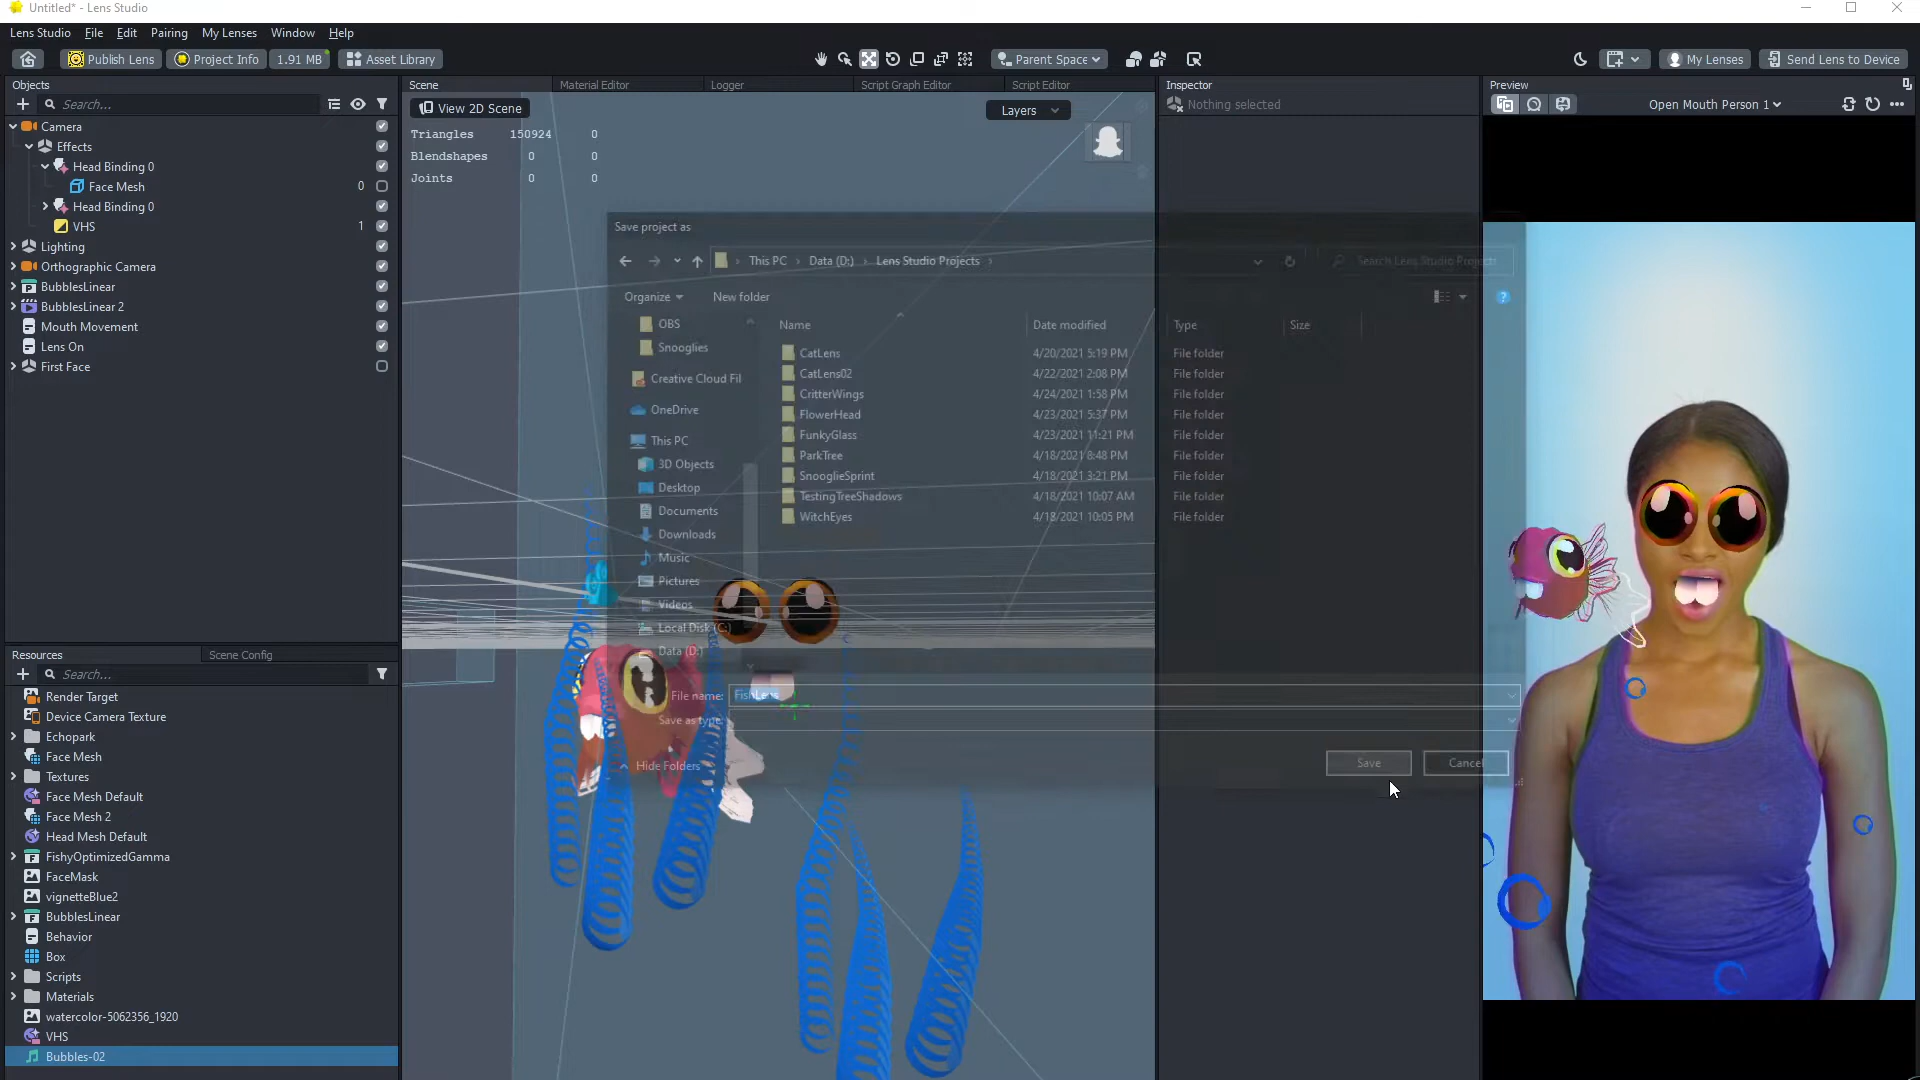 Untitled* - Lens Studio
Lens Studio File Edit Pairing My Lenses Window Help
Publish Lens Project Info 1.91 MB Asset Library Parent Space My Lenses Send Lens to Device
Objects
Search...
Camera
Effects
Head Binding 0
Face Mesh 0
Head Binding 0
VHS 1
Lighting
Orthographic Camera
BubblesLinear
BubblesLinear 2
Mouth Movement
Lens On
First Face
Resources Scene Config
Search...
Render Target
Device Camera Texture
Echopark
Face Mesh
Textures
Face Mesh Default
Face Mesh 2
Head Mesh Default
FishyOptimizedGamma
FaceMask
vignetteBlue2
BubblesLinear
Behavior
Box
Scripts
Materials
watercolor-5062356_1920
VHS
Bubbles-02
Scene Material Editor Logger Script Graph Editor Script Editor
View 2D Scene Layers
Triangles 150924 0
Blendshapes 0 0
Joints 0 0
Save project as
This PC › Data (D:) › Lens Studio Projects ›
Search Lens Studio Projects
Organize New folder
OBS
Snooglies
Creative Cloud Fil
OneDrive
This PC
3D Objects
Desktop
Documents
Downloads
Music
Pictures
Videos
Local Disk (C:)
Data (D:)
Name Date modified Type Size
CatLens 4/20/2021 5:19 PM File folder
CatLens02 4/22/2021 2:08 PM File folder
CritterWings 4/24/2021 1:58 PM File folder
FlowerHead 4/23/2021 5:37 PM File folder
FunkyGlass 4/23/2021 11:21 PM File folder
ParkTree 4/18/2021 8:48 PM File folder
SnooglieSprint 4/18/2021 3:21 PM File folder
TestingTreeShadows 4/18/2021 10:07 AM File folder
WitchEyes 4/18/2021 10:05 PM File folder
File name: FishLens
Save as type:
Hide Folders
Save Cancel
Inspector
Nothing selected
Preview
Open Mouth Person 1